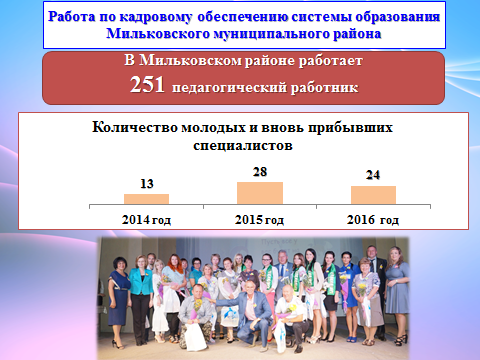 Работа по кадровому обеспечению системы образования
Мильковского муниципального района
В Мильковском районе работает
251 педагогический работник
Количество молодых и вновь прибывших
специалистов
13
28
24
2014 год
2015 год
2016 год